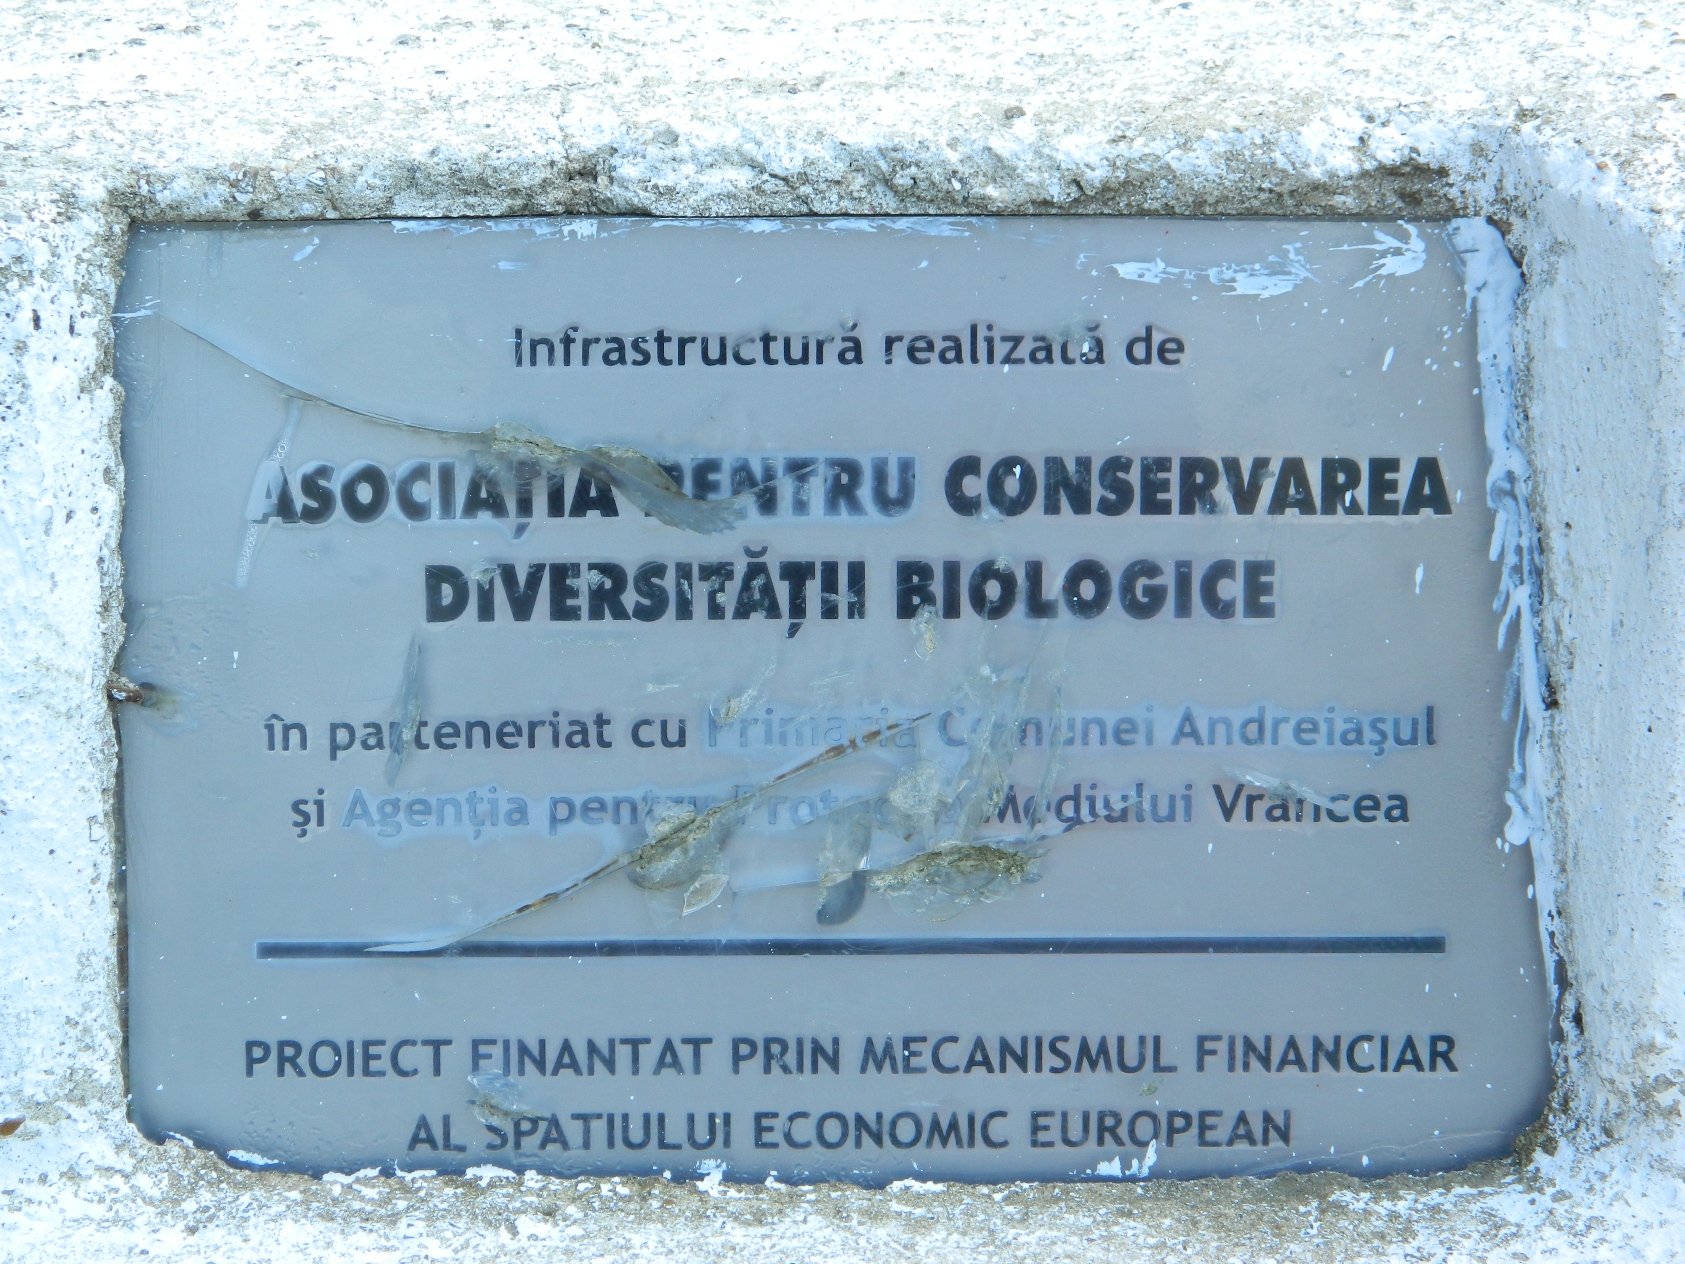 Infrastructură realizată de
ASOCIAȚIA PENTRU CONSERVAREA
DIVERSITĂȚII BIOLOGICE
în parteneriat cu Primaria Comunei Andreiașul
și Agenția pentru Protecția Mediului Vrancea
PROIECT FINANTAT PRIN MECANISMUL FINANCIAR
AL SPATIULUI ECONOMIC EUROPEAN